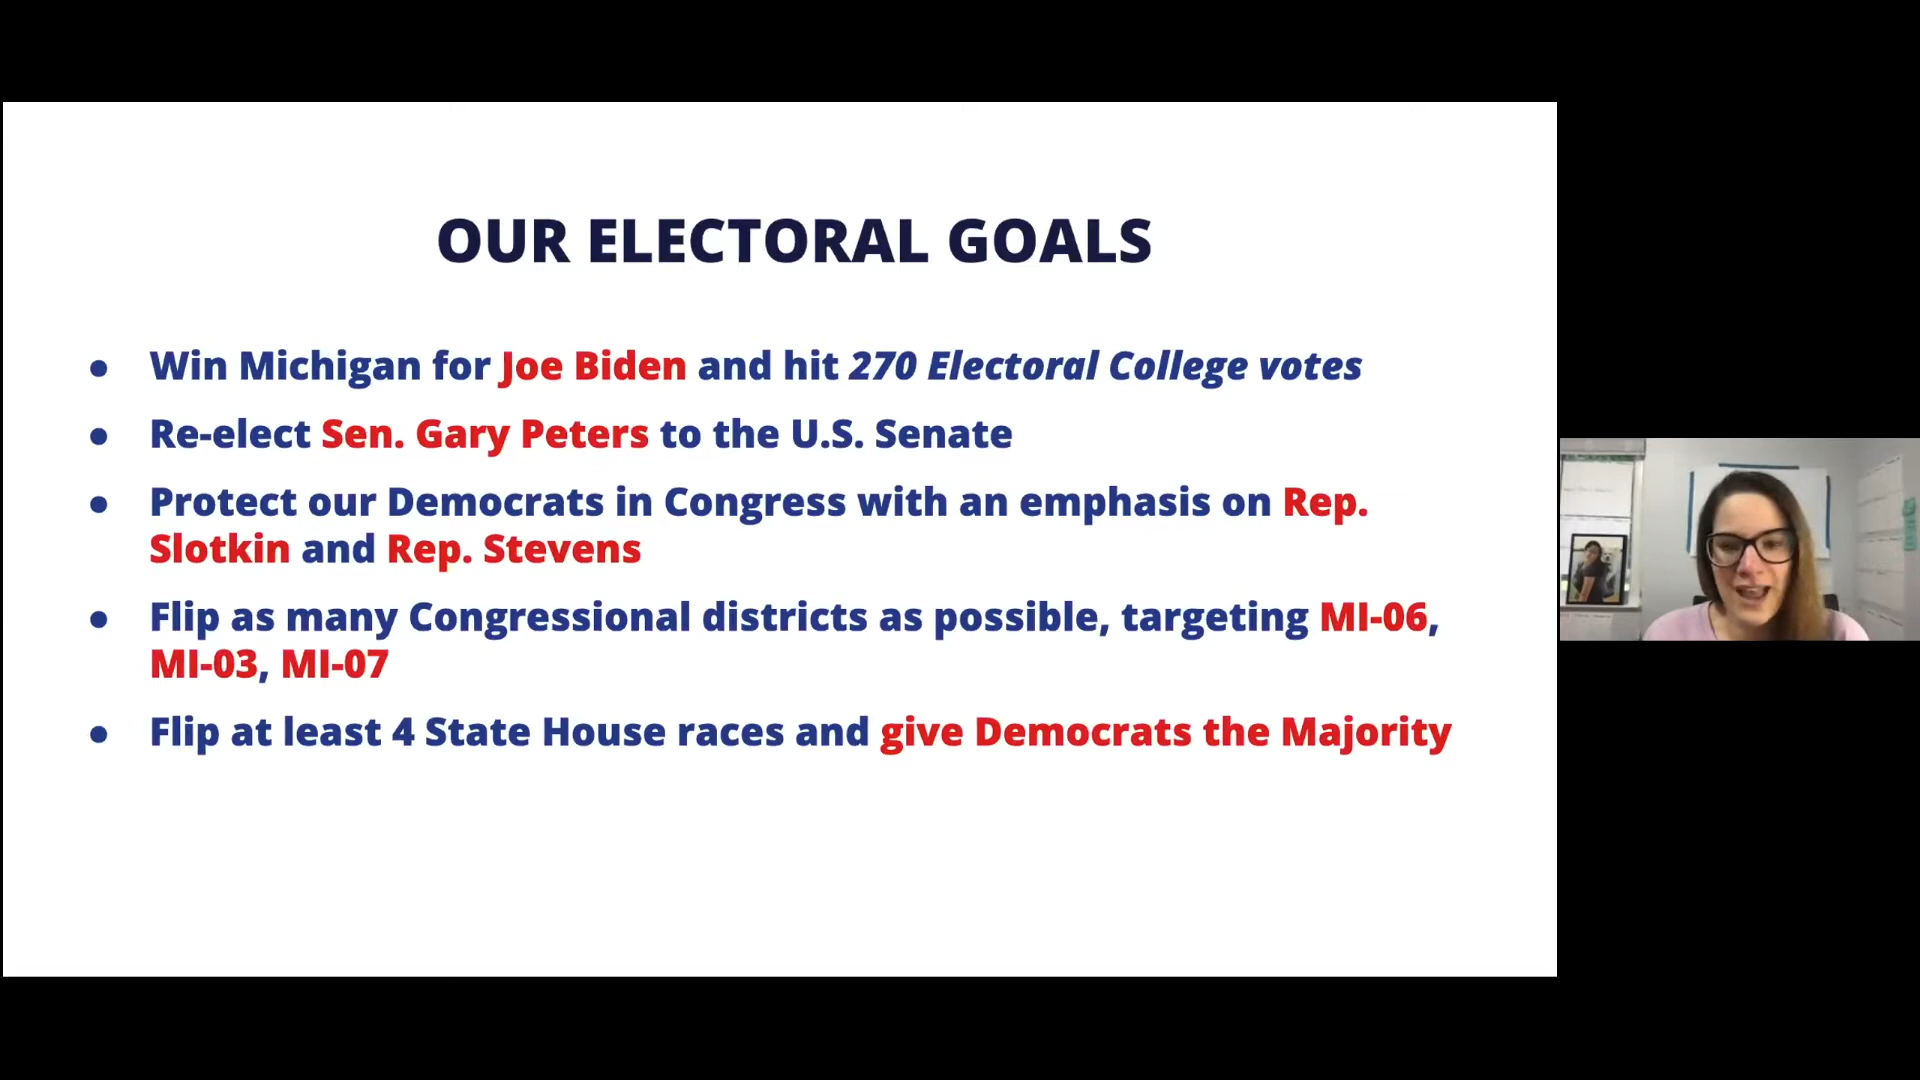 OUR ELECTORAL GOALS
● Win Michigan for Joe Biden and hit 270 Electoral College votes
● Re-elect Sen. Gary Peters to the U.S. Senate
● Protect our Democrats in Congress with an emphasis on Rep.
Slotkin and Rep. Stevens
● Flip as many Congressional districts as possible, targeting MI-06,
MI-03, MI-07
● Flip at least 4 State House races and give Democrats the Majority